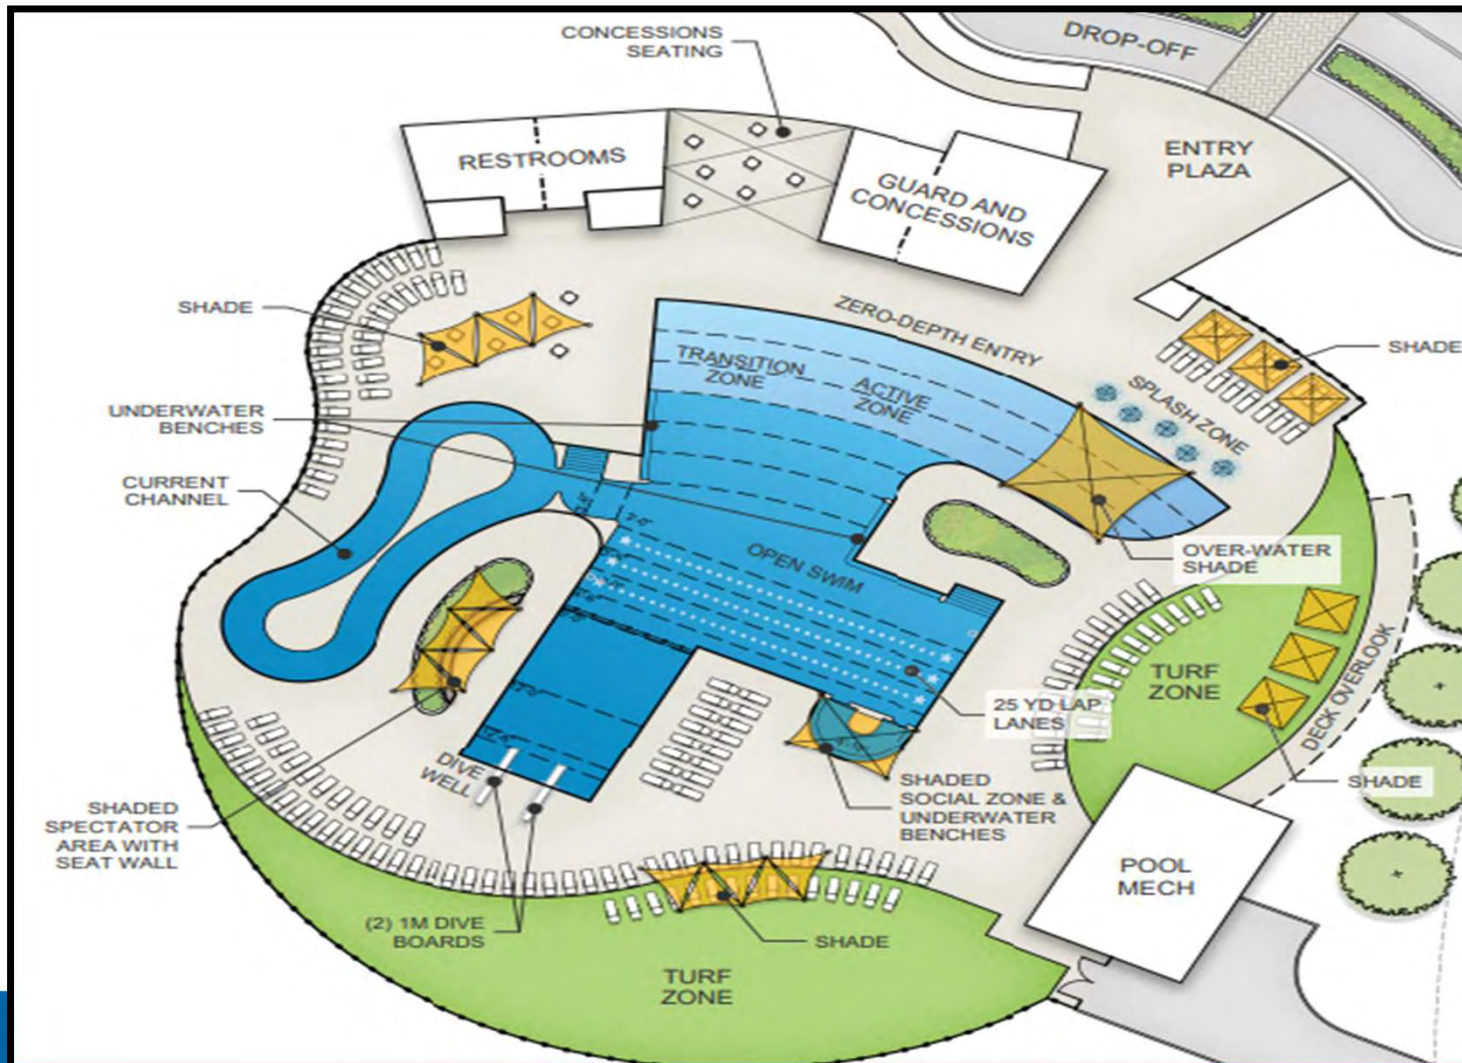 CONCESSIONS
SEATING
DROP-OFF
RESTROOMS
ENTRY
PLAZA
GUARD AND
CONCESSIONS
SHADE
ZERO-DEPTH ENTRY
SHADE
TRANSITION
ZONE
ACTIVE
ZONE
SPLASH ZONE
UNDERWATER
BENCHES
CURRENT
CHANNEL
OPEN SWIM
OVER-WATER
SHADE
TURF
ZONE
DECK OVERLOOK
25 YD LAP
LANES
DIVE
WELL
SHADED
SOCIAL ZONE &
UNDERWATER
BENCHES
SHADE
SHADED
SPECTATOR
AREA WITH
SEAT WALL
POOL
MECH
(2) 1M DIVE
BOARDS
SHADE
TURF
ZONE